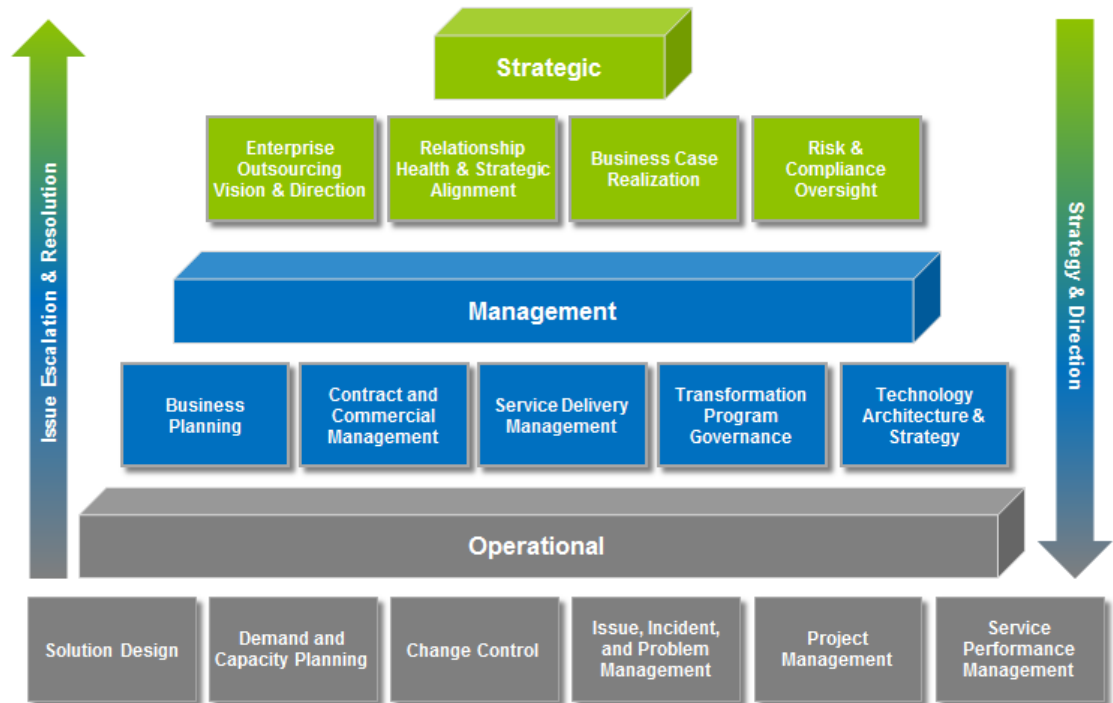 Strategic
Enterprise
Outsourcing
Vision & Direction
Relationship
Health & Strategic
Alignment
Business Case
Realization
Risk &
Compliance
Oversight
Issue Escalation & Resolution
Strategy & Direction
Management
Business
Planning
Contract and
Commercial
Management
Service Delivery
Management
Transformation
Program
Governance
Technology
Architecture &
Strategy
Operational
Solution Design
Demand and
Capacity Planning
Change Control
Issue, Incident,
and Problem
Management
Project
Management
Service
Performance
Management